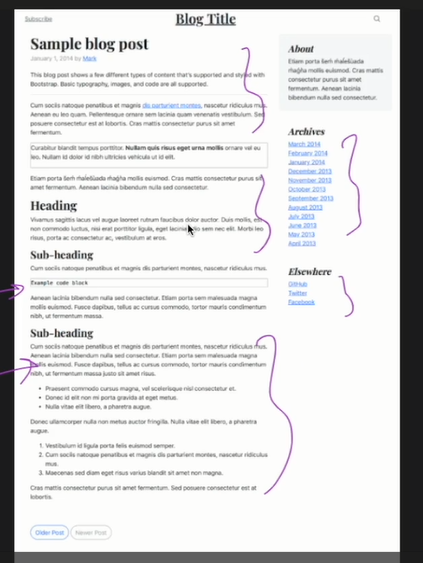 Subscribe
Blog Title
Sample blog post
January 1, 2014 by Mark
This blog post shows a few different types of content that's supported and styled with
Bootstrap. Basic typography, images, and code are all supported.
Cum sociis natoque penatibus et magnis dis parturient montes, nascetur ridiculus mus.
Aenean eu leo quam. Pellentesque ornare sem lacinia quam venenatis vestibulum. Sed
posuere consectetur est at lobortis. Cras mattis consectetur purus sit amet
fermentum.
Curabitur blandit tempus porttitor. Nullam quis risus eget urna mollis ornare vel eu
leo. Nullam id dolor id nibh ultricies vehicula ut id elit.
Etiam porta
mollis euismod. Cras mattis consectetur purus sit
amet fermentum. Aenean lacinia bibendum nulla sed consectetur.
Heading
Vivamus sagittis lacus vel augue laoreet rutrum faucibus dolor auctor. Duis mollis, est
non commodo luctus, nisi erat porttitor ligula, eget lacinia odio sem nec elit. Morbi leo
risus, porta ac consectetur ac, vestibulum at eros.
Sub-heading
Cum sociis natoque penatibus et magnis dis parturient montes, nascetur ridiculus mus.
Example code block
Aenean lacinia bibendum nulla sed consectetur. Etiam porta sem malesuada magna
mollis euismod. Fusce dapibus, tellus ac cursus commodo, tortor mauris condimentum
nibh, ut fermentum massa.
Sub-heading
Cum sociis natoque penatibus et magnis dis parturient montes, nascetur ridiculus mus.
Aenean lacinia bibendum nulla sed consectetur. Etiam porta sem malesuada magna
mollis euismod. Fusce dapibus, tellus ac cursus commodo, tortor mauris condimentum
nibh, ut fermentum massa justo sit amet risus.
• Praesent commodo cursus magna, vel scelerisque nisl consectetur et.
• Donec id elit non mi porta gravida at eget metus.
• Nulla vitae elit libero, a pharetra augue.
Donec ullamcorper nulla non metus auctor fringilla. Nulla vitae elit libero, a pharetra
augue.
1. Vestibulum id ligula porta felis euismod semper.
2. Cum sociis natoque penatibus et magnis dis parturient montes, nascetur ridiculus
mus.
3. Maecenas sed diam eget risus varius blandit sit amet non magna.
Cras mattis consectetur purus sit amet fermentum. Sed posuere consectetur est at
lobortis.
Older Post
Newer Post
About
Etiam porta
mollis euismod. Cras mattis
consectetur purus sit amet
fermentum. Aenean lacinia
bibendum nulla sed consectetur.
Archives
March 2014
February 2014
January 2014
December 2013
November 2013
October 2013
September 2013
August 2013
July 2013
June 2013
May 2013
April 2013
Elsewhere
GitHub
Twitter
Facebook